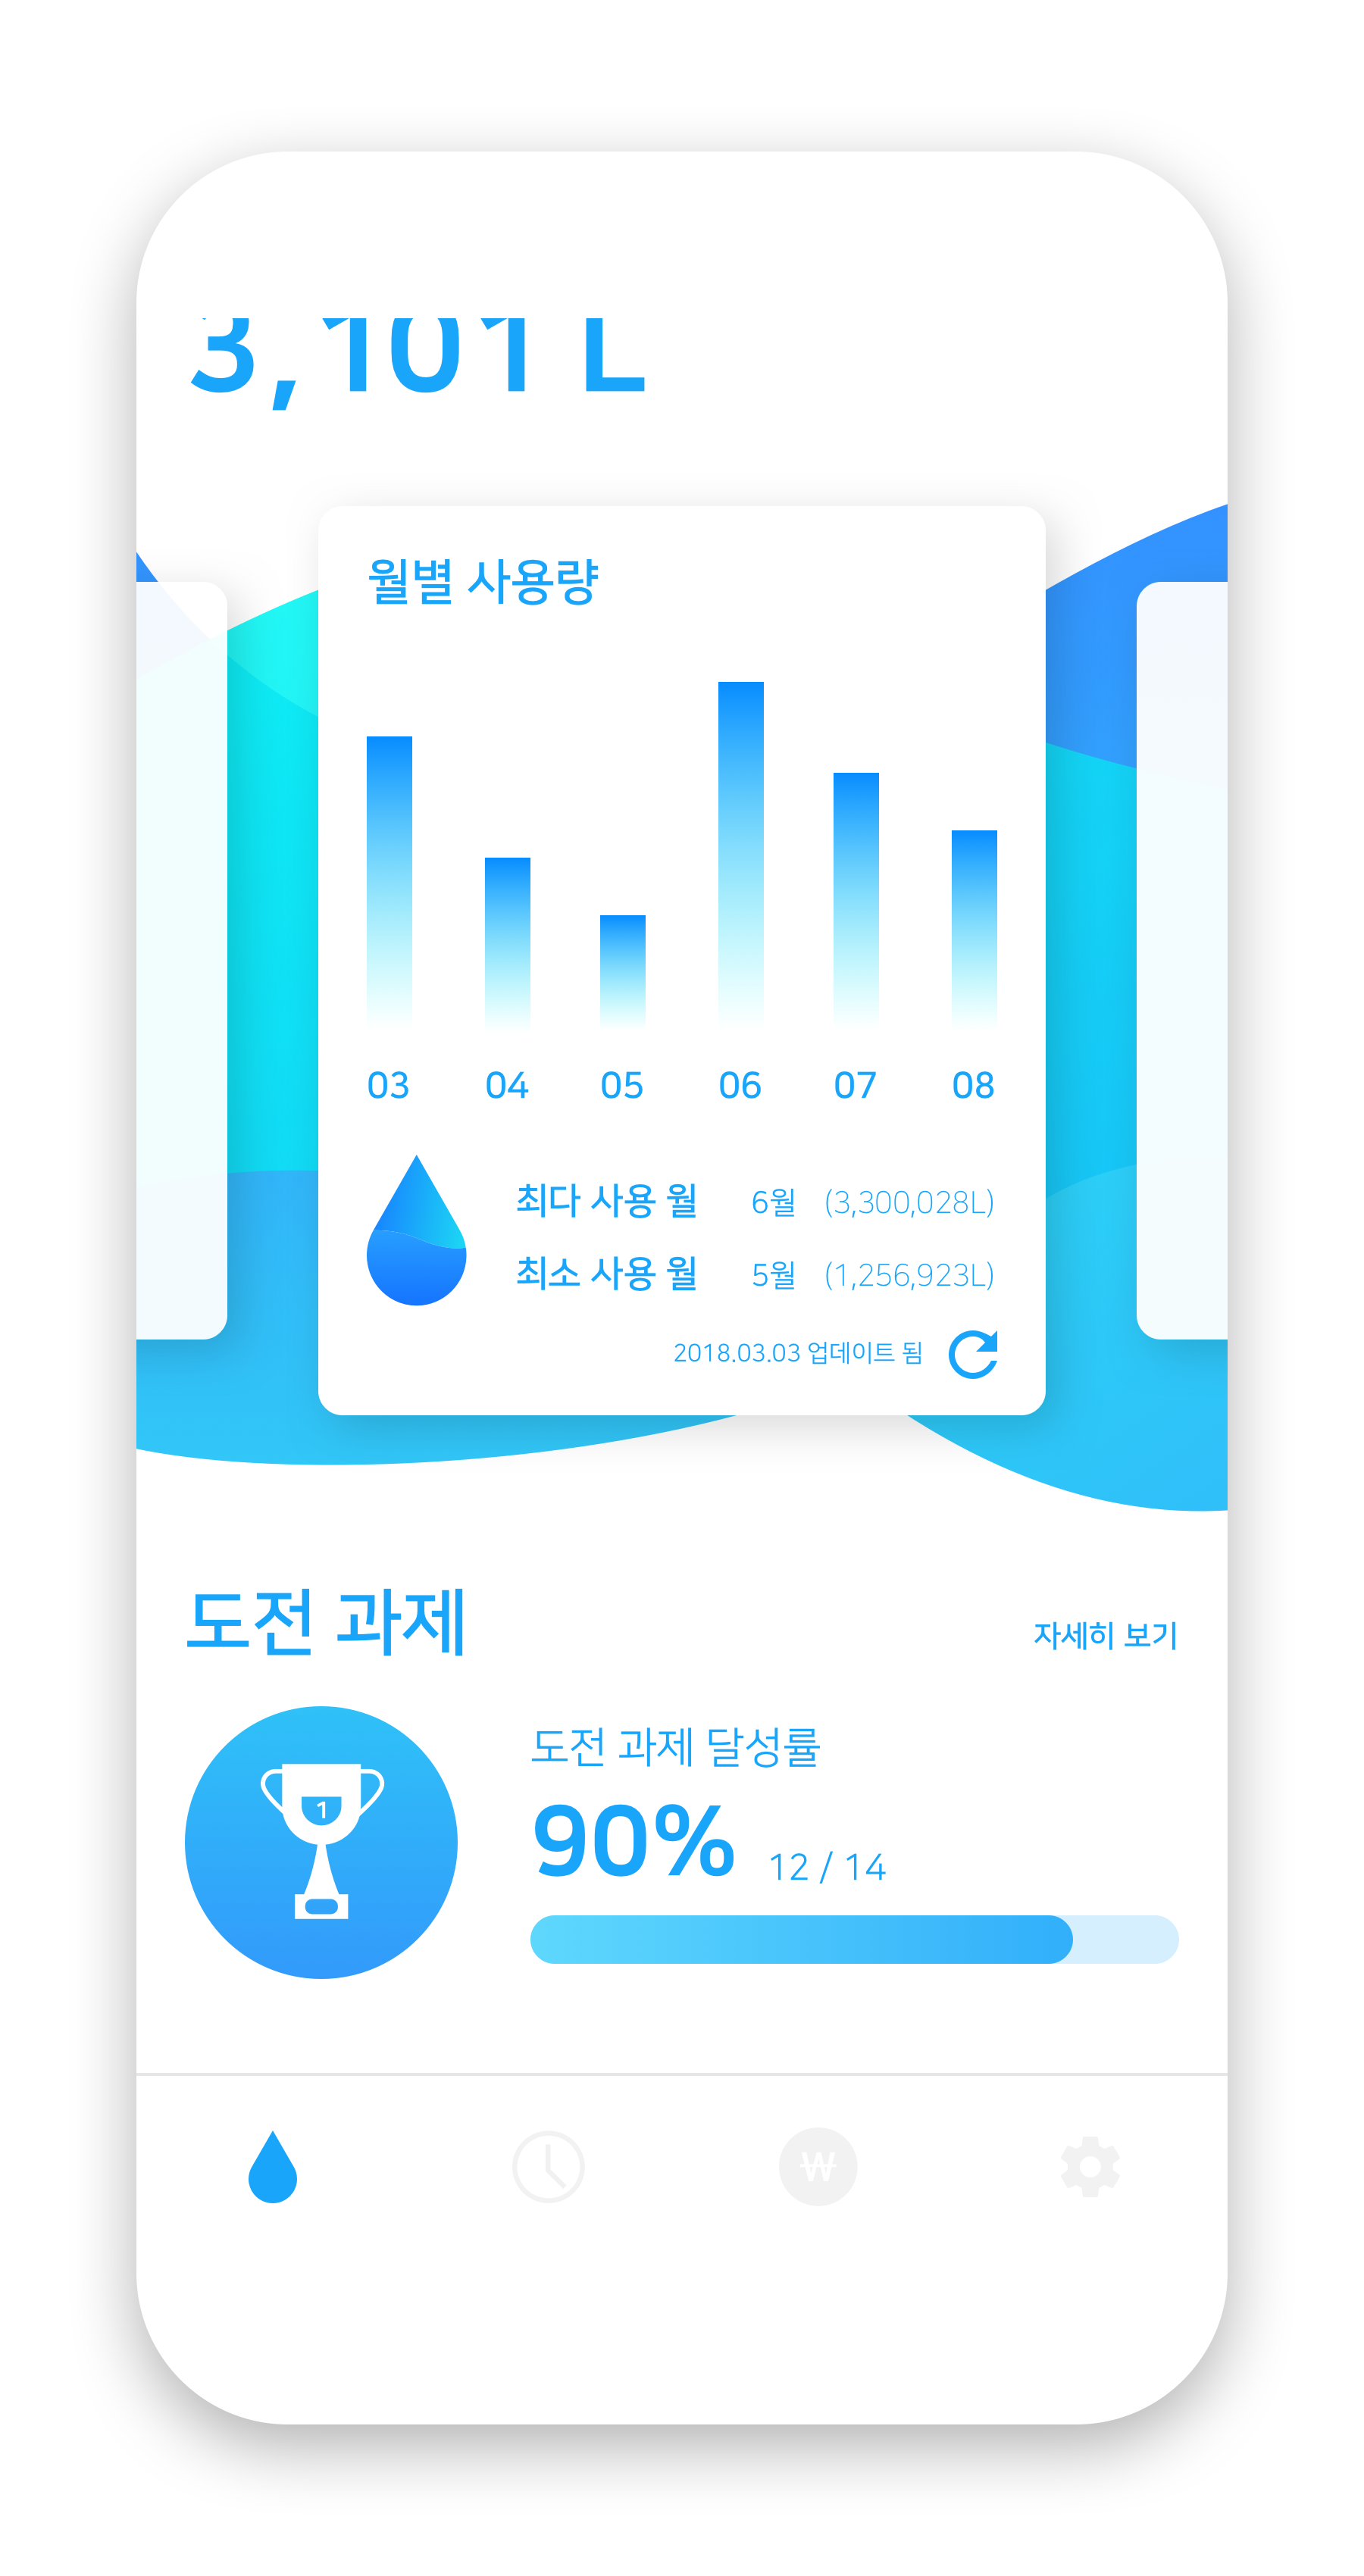 3,101 L
월별 사용량
03 04 05 06 07 08
최다 사용 월 6월 (3,300,028L)
최소 사용 월 5월 (1,256,923L)
2018.03.03 업데이트 됨
도전 과제
자세히 보기
1
도전 과제 달성률
90% 12 / 14
₩